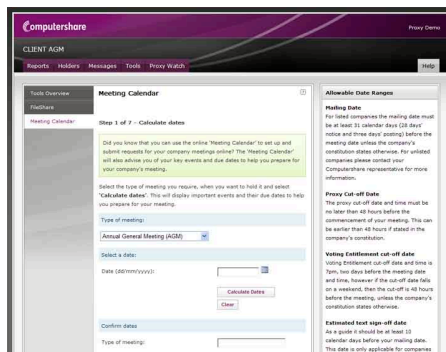 Computershare
Proxy Demo
CLIENT AGM
Reports Holders Messages Tools Proxy Watch
Help
Tools Overview
FileShare
Meeting Calendar
Meeting Calendar
Step 1 of 7 - Calculate dates
Did you know that you can use the online 'Meeting Calendar' to set up and
submit requests for your company meetings online? The 'Meeting Calendar'
will also advise you of your key events and due dates to help you prepare for
your company's meeting.
Select the type of meeting you require, when you want to hold it and select
"Calculate dates". This will display important events and their due dates to help
you prepare for your meeting.
Type of meeting:
Annual General Meeting (AGM)
Select a date:
Date (dd/mm/yyyy):
Calculate Dates
Clear
Confirm dates
Type of meeting:
Allowable Date Ranges
Mailing Date
For listed companies the mailing date must
be at least 31 calendar days (28 days'
notice and three days' posting) before the
meeting date unless the company's
constitution states otherwise. For unlisted
companies please contact your
Computershare representative for more
information.
Proxy Cut-off Date
The proxy cut-off date and time must be
no later than 48 hours before the
commencement of your meeting. This can
be earlier than 48 hours if stated in the
company's constitution.
Voting Entitlement cut-off date
Voting Entitlement cut-off date and time is
7pm, two days before the meeting date
and time, however if the cut-off date falls
on a weekend, then the cut-off is 48 hours
before the meeting, unless the company's
constitution states otherwise.
Estimated text sign-off date
As a guide it should be at least 10
calendar days before your mailing date.
This date is only applicable for companies